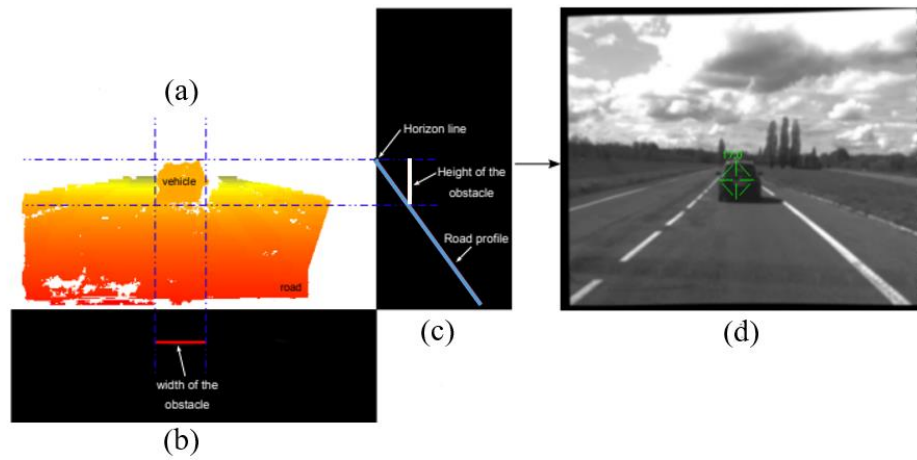 (a)
Horizon line
vehicle
Height of the
obstacle
Road profile
road
(c)
(d)
width of the
obstacle
(b)